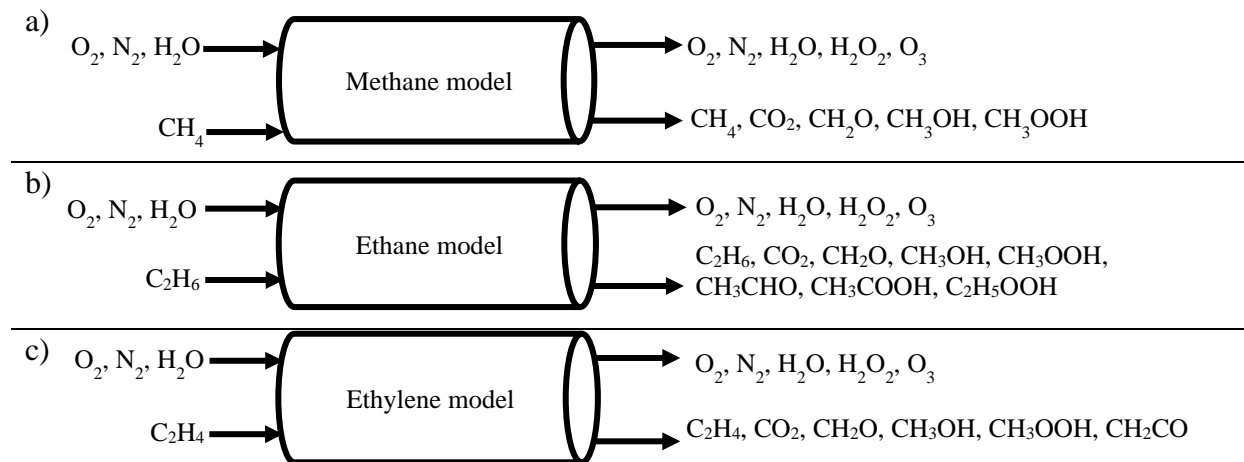 a)
O₂, N₂, H₂O
CH₄
Methane model
O₂, N₂, H₂O, H₂O₂, O₃
CH₄, CO₂, CH₂O, CH₃OH, CH₃OOH
b)
O₂, N₂, H₂O
C₂H₆
Ethane model
O₂, N₂, H₂O, H₂O₂, O₃
C₂H₆, CO₂, CH₂O, CH₃OH, CH₃OOH,
CH₃CHO, CH₃COOH, C₂H₅OOH
c)
O₂, N₂, H₂O
C₂H₄
Ethylene model
O₂, N₂, H₂O, H₂O₂, O₃
C₂H₄, CO₂, CH₂O, CH₃OH, CH₃OOH, CH₂CO